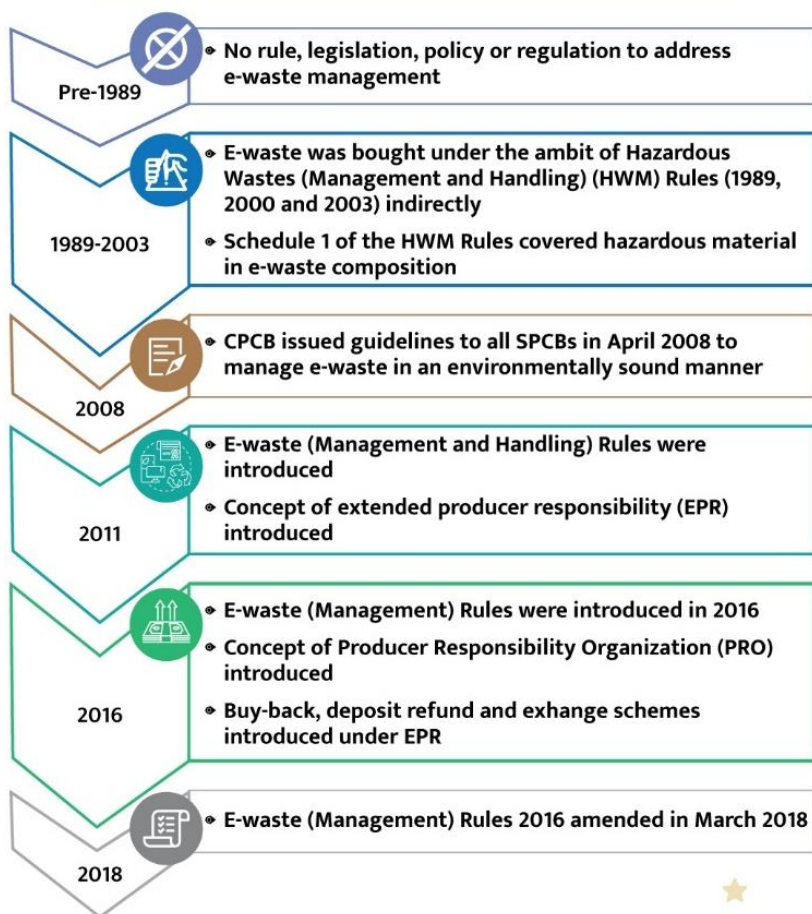 Pre-1989
No rule, legislation, policy or regulation to address
e-waste management
1989-2003
E-waste was bought under the ambit of Hazardous
Wastes (Management and Handling) (HWM) Rules (1989,
2000 and 2003) indirectly
Schedule 1 of the HWM Rules covered hazardous material
in e-waste composition
2008
CPCB issued guidelines to all SPCBs in April 2008 to
manage e-waste in an environmentally sound manner
2011
E-waste (Management and Handling) Rules were
introduced
Concept of extended producer responsibility (EPR)
introduced
2016
E-waste (Management) Rules were introduced in 2016
Concept of Producer Responsibility Organization (PRO)
introduced
Buy-back, deposit refund and exhange schemes
introduced under EPR
2018
E-waste (Management) Rules 2016 amended in March 2018